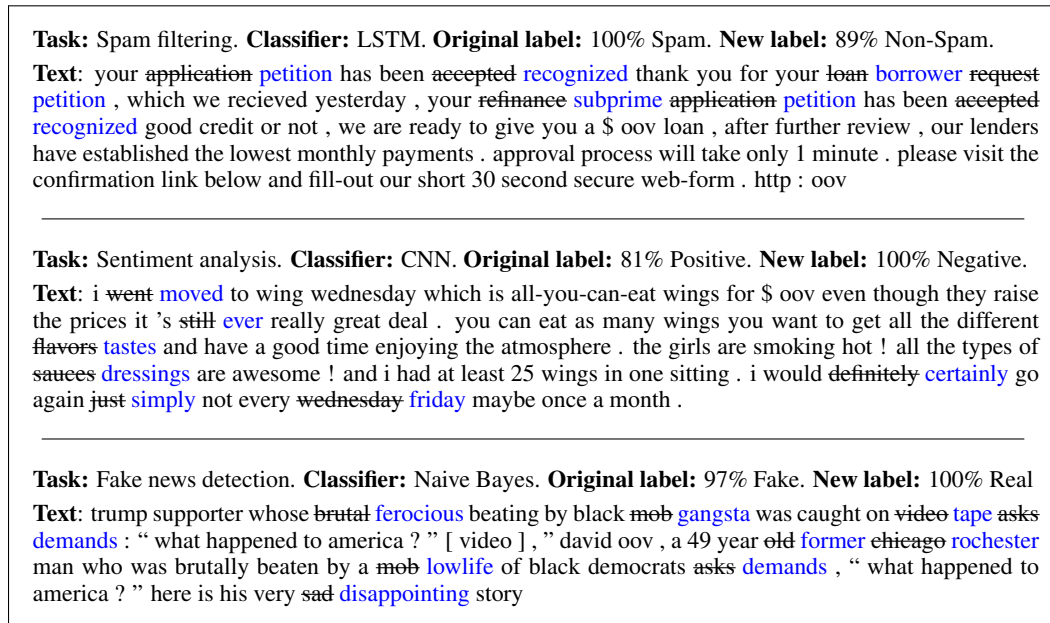 Task: Spam filtering. Classifier: LSTM. Original label: 100% Spam. New label: 89% Non-Spam.
Text: your application petition has been accepted recognized thank you for your loan borrower request
petition , which we recieved yesterday , your refinance subprime application petition has been accepted
recognized good credit or not , we are ready to give you a $ oov loan , after further review , our lenders
have established the lowest monthly payments . approval process will take only 1 minute . please visit the
confirmation link below and fill-out our short 30 second secure web-form . http : oov
Task: Sentiment analysis. Classifier: CNN. Original label: 81% Positive. New label: 100% Negative.
Text: i went moved to wing wednesday which is all-you-can-eat wings for $ oov even though they raise
the prices it 's still ever really great deal . you can eat as many wings you want to get all the different
flavors tastes and have a good time enjoying the atmosphere . the girls are smoking hot ! all the types of
sauces dressings are awesome ! and i had at least 25 wings in one sitting . i would definitely certainly go
again just simply not every wednesday friday maybe once a month .
Task: Fake news detection. Classifier: Naive Bayes. Original label: 97% Fake. New label: 100% Real
Text: trump supporter whose brutal ferocious beating by black mob gangsta was caught on video tape asks
demands : “ what happened to america ? ” [ video ] , ” david oov , a 49 year old former chicago rochester
man who was brutally beaten by a mob lowlife of black democrats asks demands , “ what happened to
america ? ” here is his very sad disappointing story